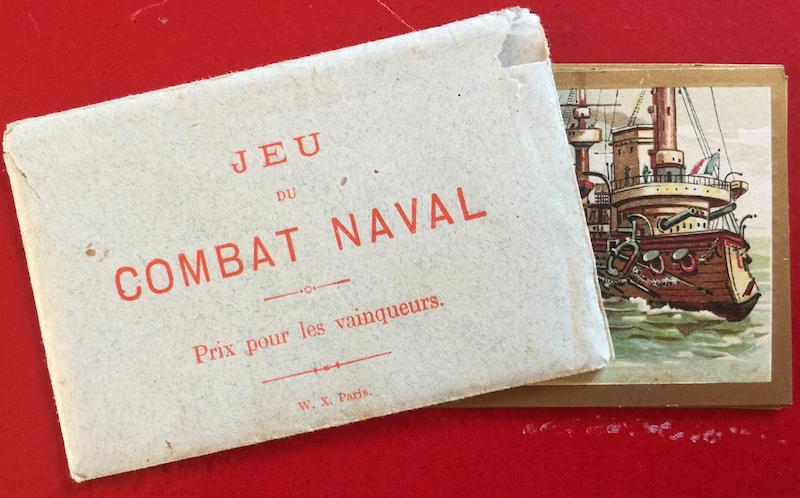 JEU
DU
COMBAT NAVAL
Prix pour les vainqueurs.
W. X. Paris.